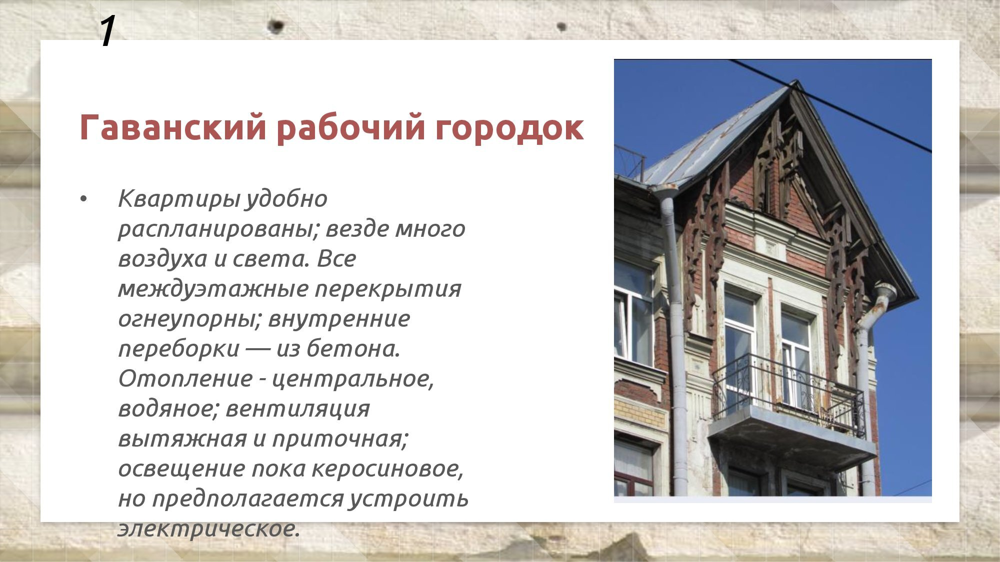 1
Гаванский рабочий городок
• Квартиры удобно
распланированы; везде много
воздуха и света. Все
междуэтажные перекрытия
огнеупорны; внутренние
переборки — из бетона.
Отопление - центральное,
водяное; вентиляция
вытяжная и приточная;
освещение пока керосиновое,
но предполагается устроить
электрическое.